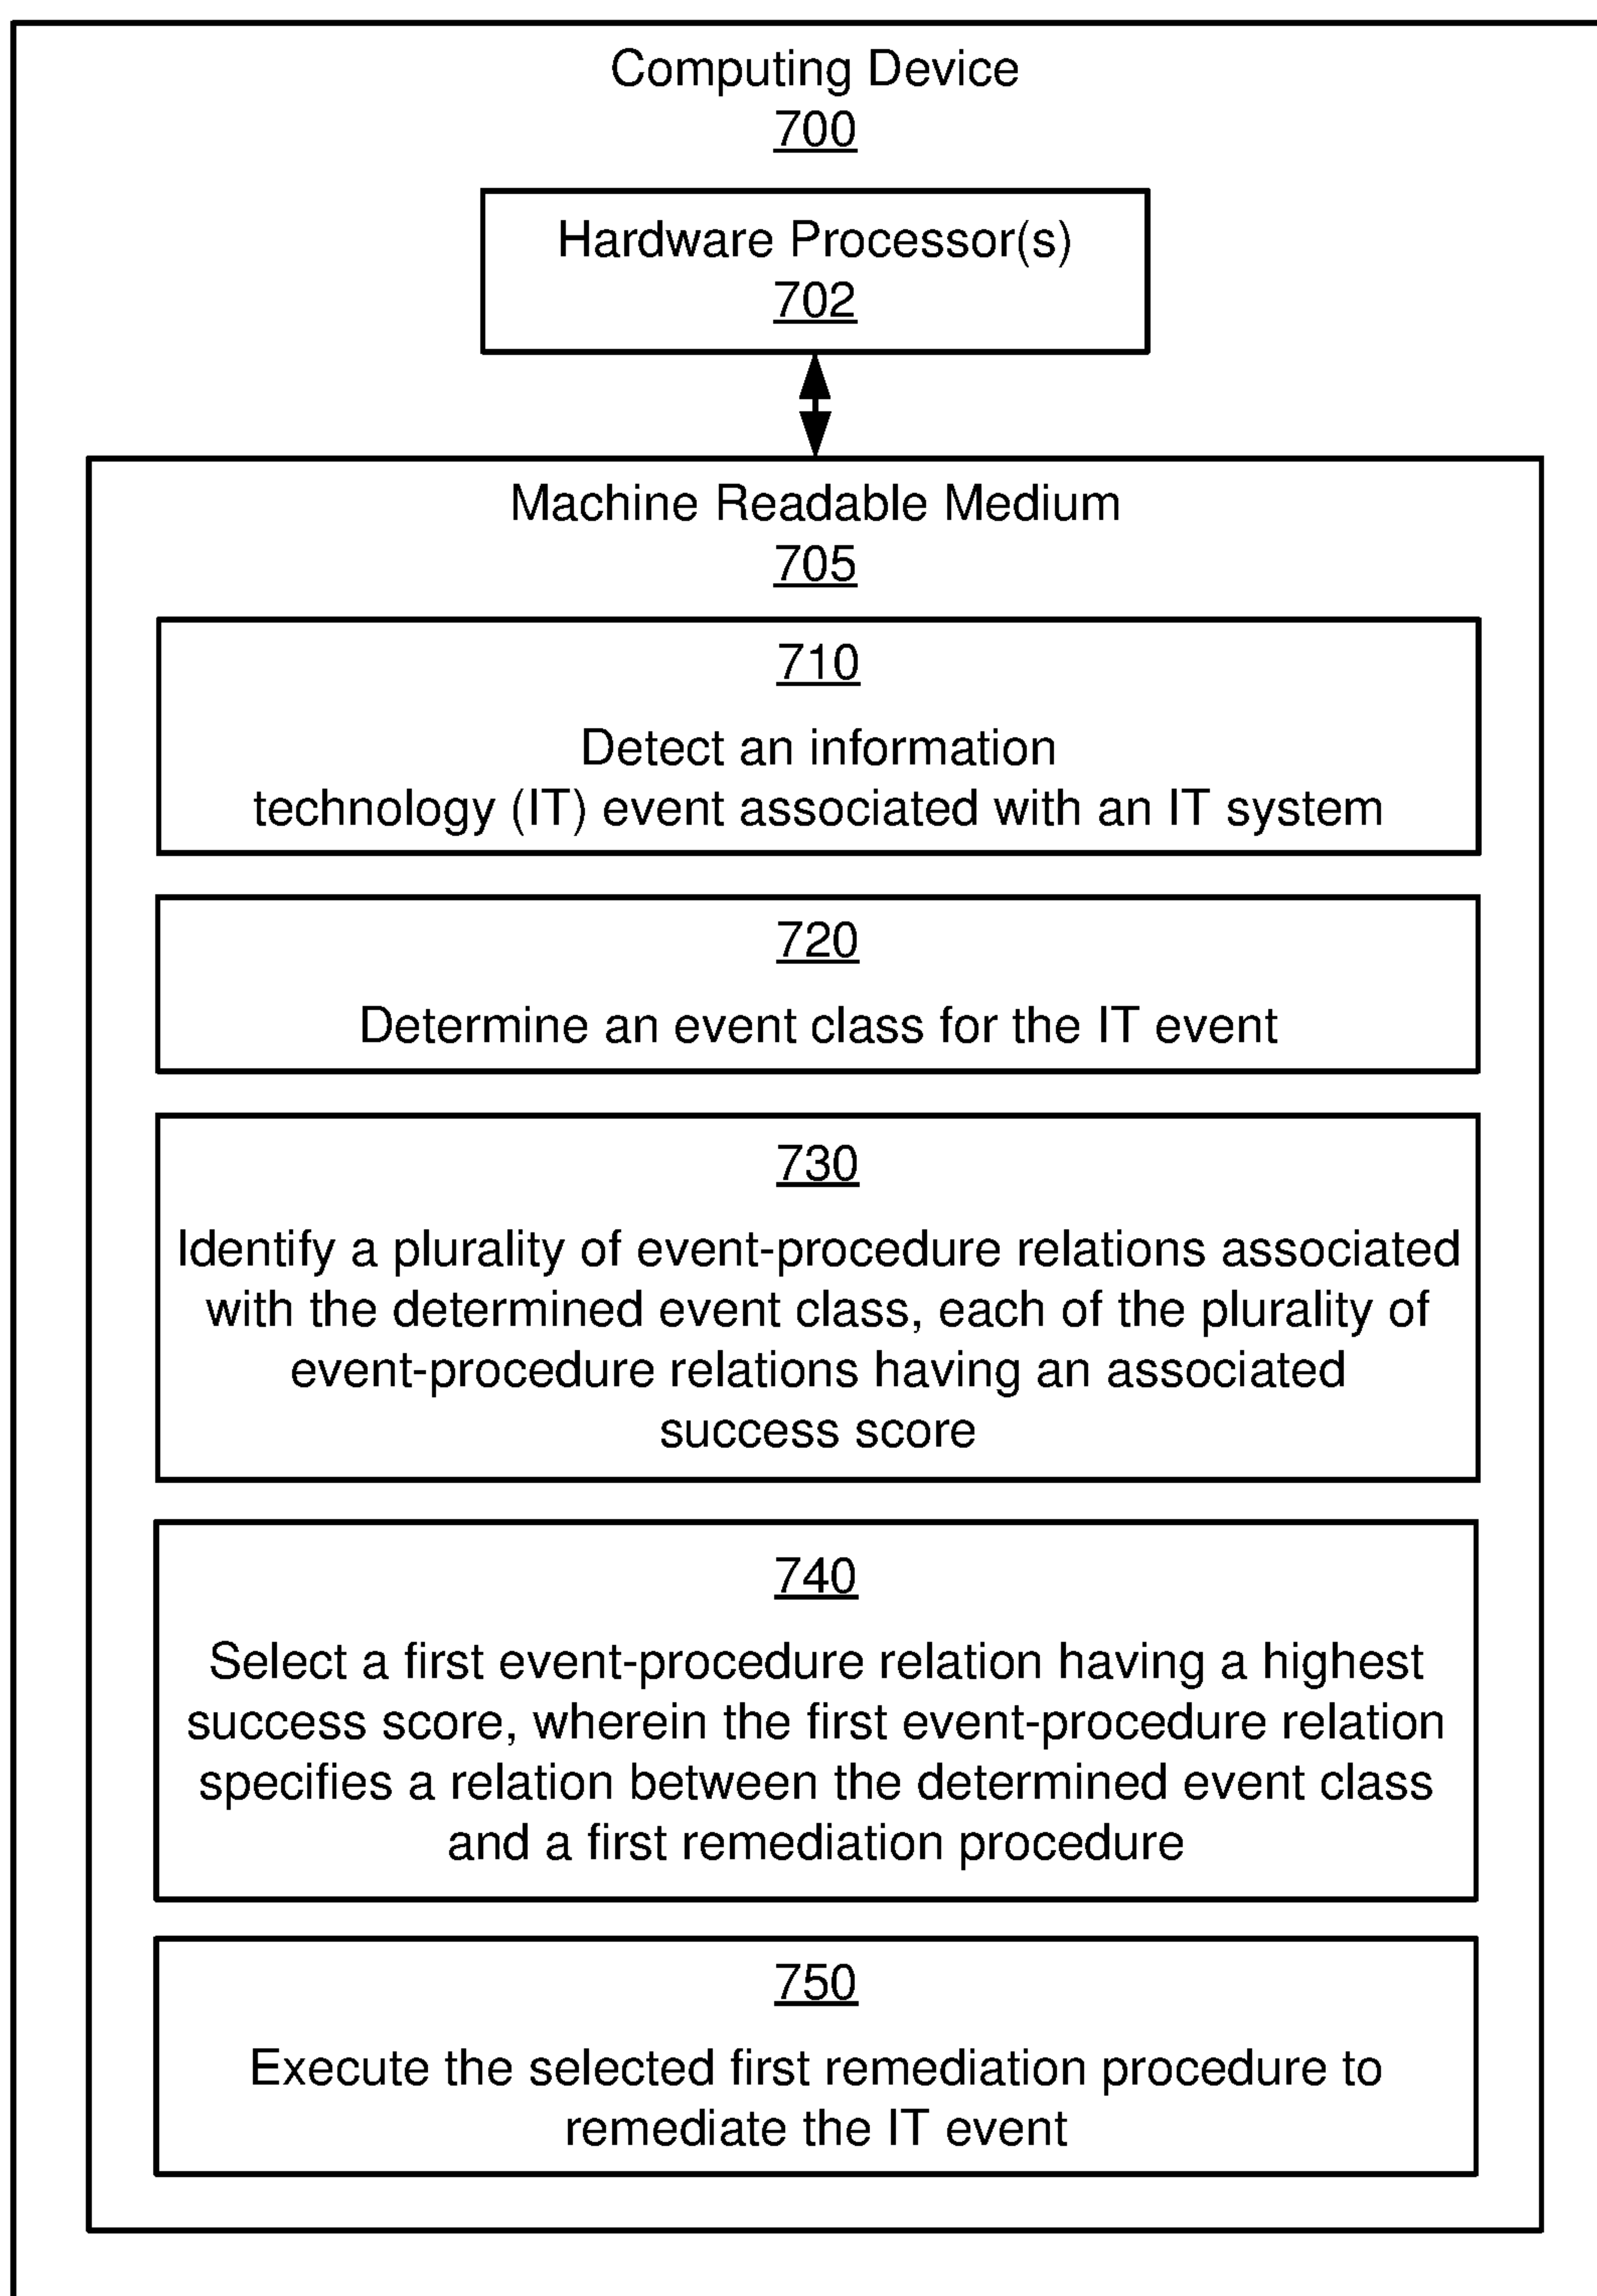 Computing Device
700
Hardware Processor(s)
702
Machine Readable Medium
705
710
Detect an information
technology (IT) event associated with an IT system
720
Determine an event class for the IT event
730
Identify a plurality of event-procedure relations associated
with the determined event class, each of the plurality of
event-procedure relations having an associated
success score
740
Select a first event-procedure relation having a highest
success score, wherein the first event-procedure relation
specifies a relation between the determined event class
and a first remediation procedure
750
Execute the selected first remediation procedure to
remediate the IT event